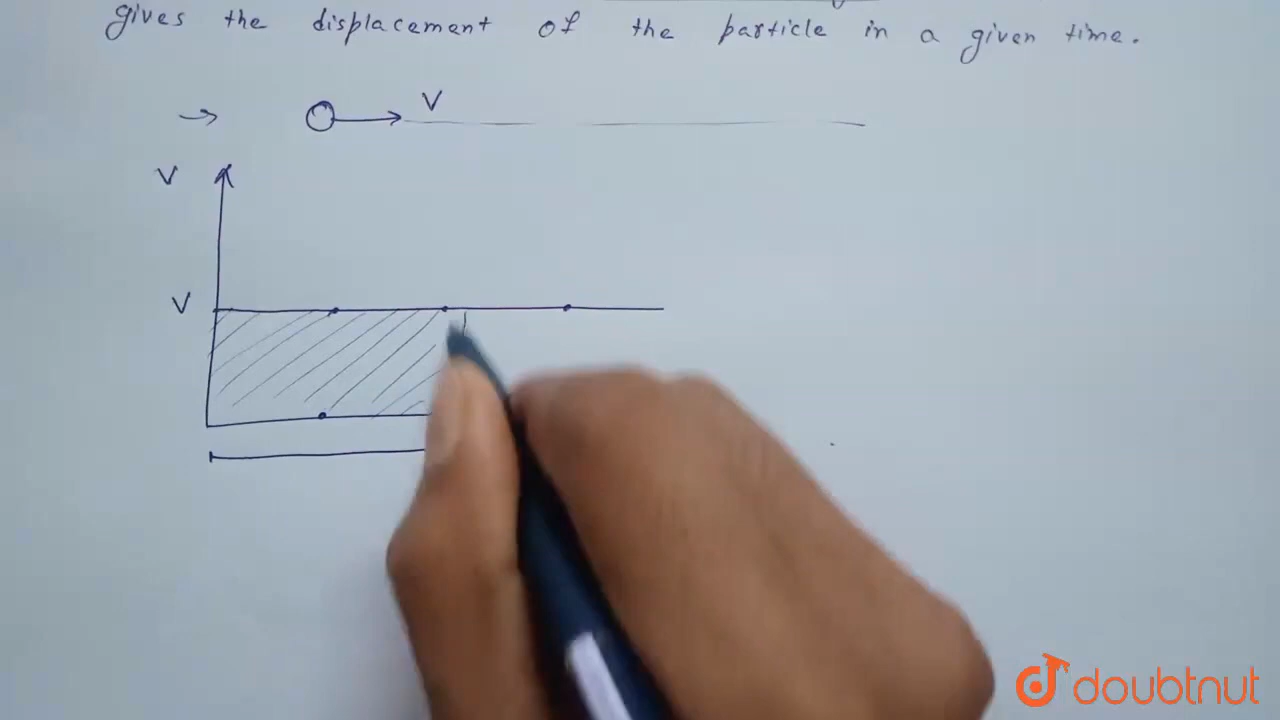 gives the displacement of the particle in a given time.
V
V
V
doubtnut